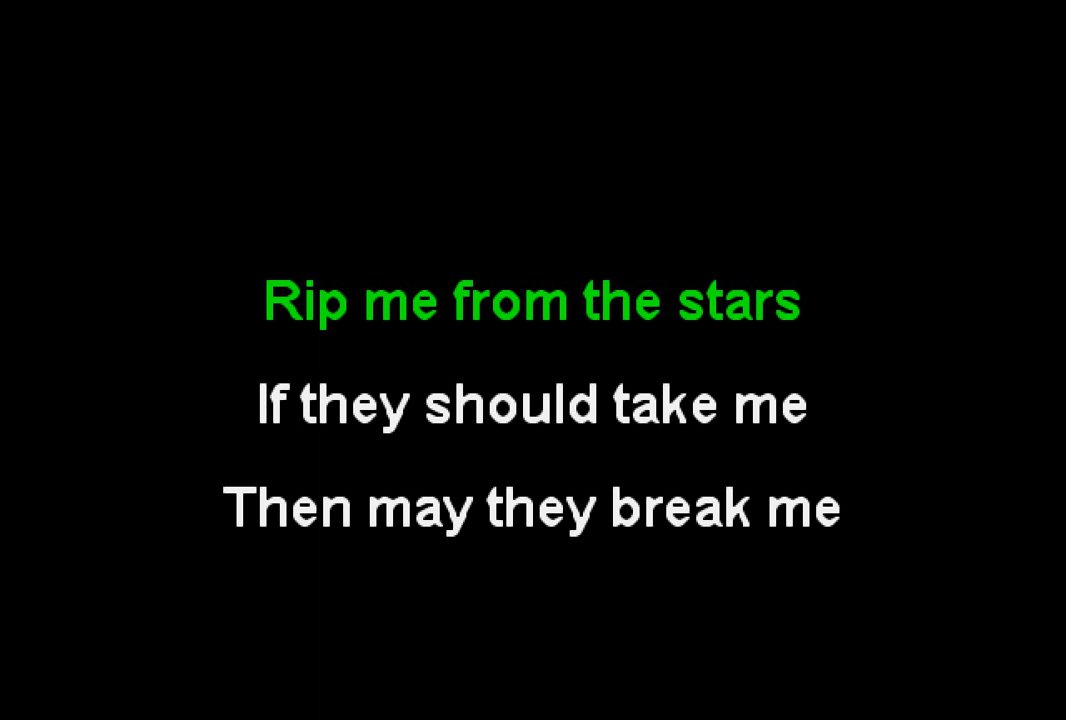 Rip me from the stars
If they should take me
Then may they break me